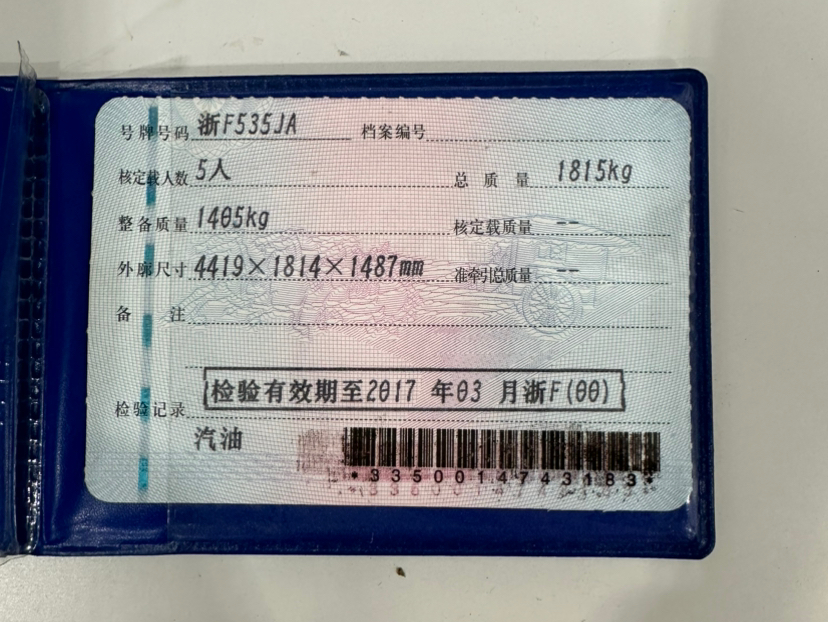 号牌号码 浙F535JA 档案编号
核定载人数 5人 总质量 1815kg
整备质量 1405kg 核定载质量 --
外廓尺寸 4419×1814×1487mm 准牵引总质量 --
备注
检验记录 检验有效期至2017年03月浙F(00)
汽油
*3350014743183*